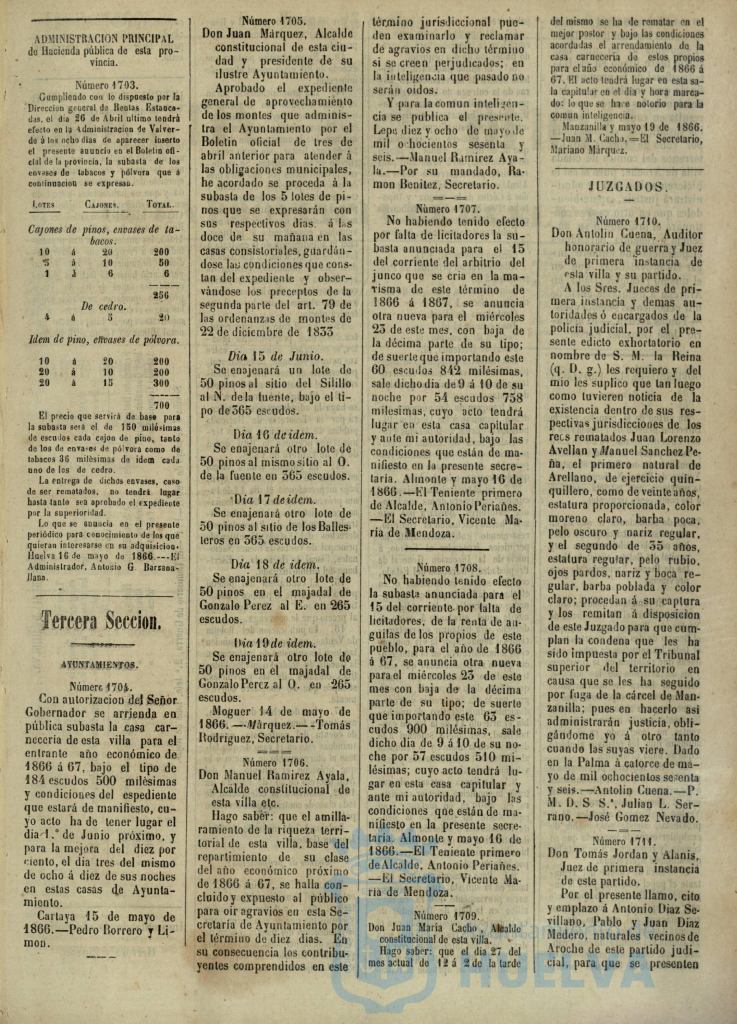 ADMINISTRACION PRINCIPAL
de Hacienda pública de esta pro-
vincia.
Número 1703.
Cumpliendo con lo dispuesto por la
Direccion general de Rentas Estanca-
das, el dia 26 de Abril ultimo tendrá
efecto en la Administracion de Valver-
de á los ocho dias de aparecer inserto
el presente anuncio en el Boletin ofi-
cial de la provincia, la subasta de los
envases de tabacos y pólvora que á
continuacion se expresan.
LOTES CAJONES. TOTAL.
Cajones de pinos, envases de ta-
bacos.
10 á 20 200
5 á 10 50
1 á 6 6
256
De cedro.
4 á 5 20
Idem de pino, envases de pólvora.
10 á 20 200
20 á 10 200
20 á 15 300
700
El precio que servirá de base para
la subasta será el de 150 milésimas
de escudos cada cajon de pino, tanto
de los de envases de pólvora como de
tabacos 36 milésimas de idem cada
uno de les de cedro.
La entrega de dichos envases, caso
de ser rematados, no tendrá lugar
hasta tanto sea aprobado el expediente
por la superioridad.
Lo que se anuncia en el presente
periódico para conocimiento de los que
quieran interesarse en su adquisicion.
Huelva 16 de mayo de 1866.---El
Administrador, Antonio G. Barsana-
llana.
Tercera Seccion.
AYUNTAMIENTOS.
Número 1704.
Con autorizacion del Señor
Gobernador se arrienda en
pública subasta la casa car-
necería de esta villa para el
entrante año económico de
1866 á 67, bajo el tipo de
184 escudos 500 milésimas
y condiciones del espediente
que estará de manifiesto, cu-
yo acto ha de tener lugar el
dia 1.° de Junio próximo, y
para la mejora del diez por
ciento, el dia tres del mismo
de ocho á diez de sus noches
en estas casas de Ayunta-
miento.
Cartaya 15 de mayo de
1866.—Pedro Borrero y Li-
mon.
Número 1705.
Don Juan Márquez, Alcalde
constitucional de esta ciu-
dad y presidente de su
ilustre Ayuntamiento.
Aprobado el expediente
general de aprovechamiento
de los montes que adminis-
tra el Ayuntamiento por el
Boletin oficial de tres de
abril anterior para atender á
las obligaciones municipales,
he acordado se proceda á la
subasta de los 5 lotes de pi-
nos que se expresarán con
sus respectivos dias. á las
doce de su mañana en las
casas consistoriales, guardán-
dose las condiciones que cons-
tan del expediente y obser-
vándose los preceptos de la
segunda parte del art. 79 de
las ordenanzas de montes de
22 de diciembre de 1833
Dia 15 de Junio.
Se enajenará un lote de
50 pinos al sitio del Silillo
al N. de la fuente, bajo el ti-
po de 365 escudos.
Dia 16 de idem.
Se enajenará otro lote de
50 pinos al mismo sitio al O.
de la fuente en 365 escudos.
Dia 17 de idem.
Se enajenará otro lote de
50 pinos al sitio de los Balles-
teros en 365 escudos.
Dia 18 de idem.
Se enajenará otro lote de
50 pinos en el majadal de
Gonzalo Perez al E. en 265
escudos.
Dia 19 de idem.
Se enajenará otro lote de
50 pinos en el majadal de
Gonzalo Perez al O. en 265
escudos.
Moguer 14 de mayo de
1866.—Márquez.—-Tomás
Rodriguez, Secretario.
Número 1706.
Don Manuel Ramirez Ayala,
Alcalde constitucional de
esta villa etc.
Hago saber: que el amilla-
ramiento de la riqueza terri-
torial de esta villa, base del
repartimiento de su clase
del año económico próximo
de 1866 á 67, se halla con-
cluido y expuesto al público
para oir agravios en esta Se-
cretaría de Ayuntamiento por
el término de diez dias. En
su consecuencia los contribu-
yentes comprendidos en este
término jurisdiccional pue-
den examinarlo y reclamar
de agravios en dicho término
si se creen perjudicados; en
la inteligencia que pasado no
serán oidos.
Y para la comun inteligen-
cia se publica el presente.
Lepe diez y ocho de mayo de
mil ochocientos sesenta y
seis.—Manuel Ramirez Aya-
la.—Por su mandado, Ra-
mon Benitez, Secretario.
Número 1707.
No habiendo tenido efecto
por falta de licitadores la su-
basta anunciada para el 15
del corriente del arbitrio del
junco que se cria en la ma-
risma de este término de
1866 á 1867, se anuncia
otra nueva para el miércoles
23 de este mes, con baja de
la décima parte de su tipo;
de suerte que importando este
60 escudos 842 milésimas,
sale dicho dia de 9 á 10 de su
noche por 54 escudos 758
milesimas, cuyo acto tendrá
lugar en esta casa capitular
y ante mi autoridad, bajo las
condiciones que están de ma-
nifiesto en la presente secre-
taría. Almonte y mayo 16 de
1866.—El Teniente primero
de Alcalde, Antonio Periañes.
—El Secretario, Vicente Ma-
ría de Mendoza.
Número 1708.
No habiendo tenido efecto
la subasta anunciada para el
15 del corriente por falta de
licitadores, de la renta de an-
guilas de los propios de este
pueblo, para el año de 1866
á 67, se anuncia otra nueva
para el miércoles 23 de este
mes con baja de la décima
parte de su tipo; de suerte
que importando este 63 es-
cudos 900 milésimas, sale
dicho dia de 9 á 10 de su no-
che por 57 escudos 510 mi-
lésimas; cuyo acto tendrá lu-
gar en esta casa capitular y
ante mi autoridad, bajo las
condiciones que están de ma-
nifiesto en la presente secre-
taría. Almonte y mayo 16 de
1866.—El Teniente primero
de Alcalde, Antonio Periañes.
—El Secretario, Vicente Ma-
ría de Mendoza.
Número 1709.
Don Juan Maria Cacho, Alcalde
constitucional de esta villa.
Hago saber: que el dia 27 del
mes actual de 12 á 2 de la tarde
del mismo se ha de rematar en el
mejor postor y bajo las condiciones
acordadas el arrendamiento de la
casa carnecería de estos propios
para el año económico de 1866 á
67. El acto tendrá lugar en esta sa-
la capitular en el dia y hora marca-
do: lo que se hace notorio para la
comun inteligencia.
Manzanilla y mayo 19 de 1866.
—Juan M. Cacho.—El Secretario,
Mariano Márquez.
JUZGADOS.
Número 1710.
Don Antolin Cuena, Auditor
honorario de guerra y Juez
de primera instancia de
esta villa y su partido.
A los Sres. Jueces de pri-
mera instancia y demas au-
toridades ó encargados de la
policía judicial, por el pre-
sente edicto exhortatorio en
nombre de S. M. la Reina
(q. D. g.) les requiero y del
mio les suplico que tan luego
como tuvieren noticia de la
existencia dentro de sus res-
pectivas jurisdicciones de los
reos rematados Juan Lorenzo
Avellan y Manuel Sanchez Pe-
ña, el primero natural de
Arellano, de ejercicio quin-
quillero, como de veinte años,
estatura proporcionada, color
moreno claro, barba poca,
pelo oscuro y nariz regular,
y el segundo de 35 años,
estatura regular, pelo rubio,
ojos pardos, nariz y boca re-
gular, barba poblada y color
claro; procedan á su captura
y los remitan á disposicion
de este Juzgado para que cum-
plan la condena que les ha
sido impuesta por el Tribunal
superior del territorio en
causa que se les ha seguido
por fuga de la cárcel de Man-
zanilla; pues en hacerlo asi
administrarán justicia, obli-
gándome yó á otro tanto
cuando las suyas viere. Dado
en la Palma á catorce de ma-
yo de mil ochocientos sesenta
y seis.—Antolin Cuena.—P.
M. D. S S.ª, Julian L. Ser-
rano.—José Gomez Nevado.
Número 1711.
Don Tomás Jordan y Alanis,
Juez de primera instancia
de este partido.
Por el presente llamo, cito
y emplazo á Antonio Diaz Se-
villano, Pablo y Juan Diaz
Medero, naturales vecinos de
Aroche de este partido judi-
cial, para que se presenten
HUELVA